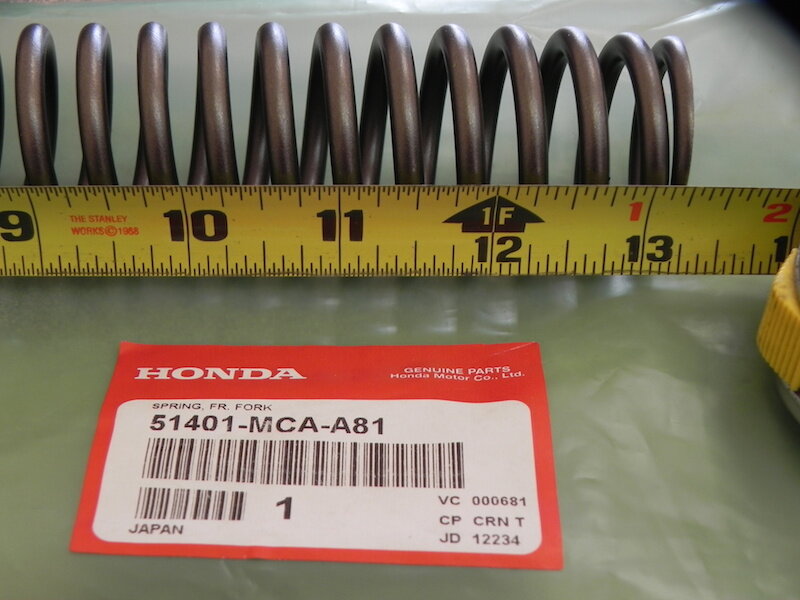 1 2
9 THE STANLEY 10 11 1F
WORKS©1988 12 13 1
HONDA
GENUINE PARTS
Honda Motor Co., Ltd.
SPRING, FR. FORK
51401-MCA-A81
1
VC 000681
CP CRN T
JAPAN
JD 12234